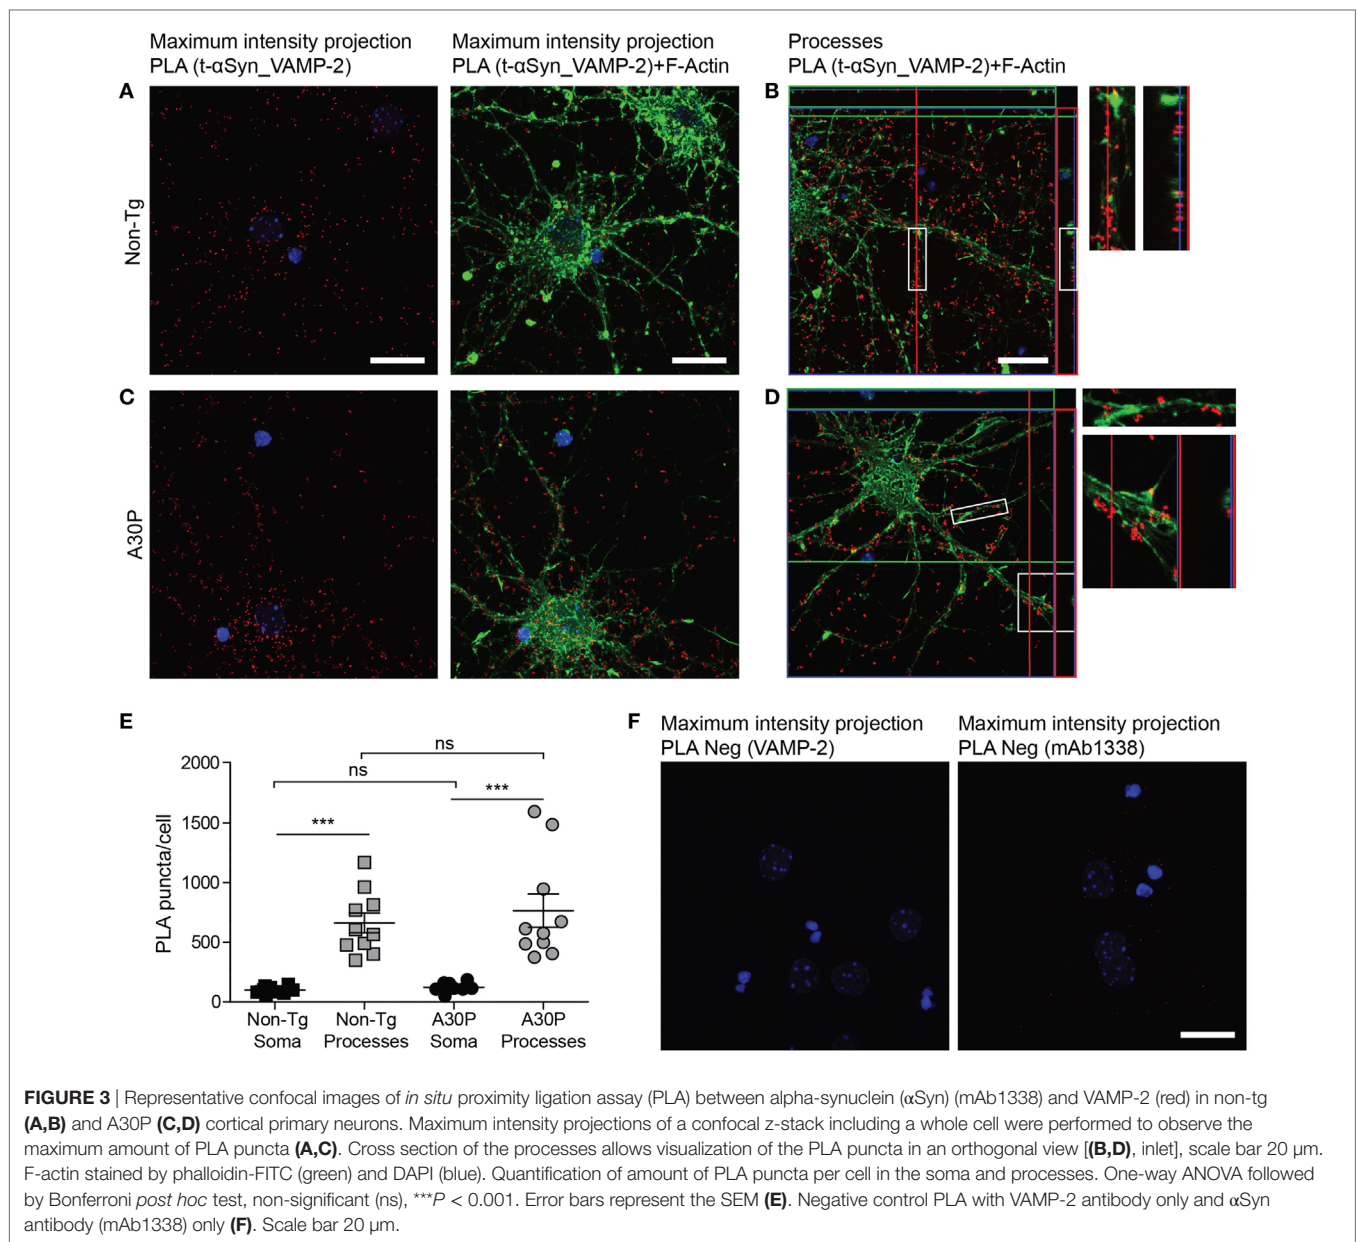 Maximum intensity projection
PLA (t-αSyn_VAMP-2)
Maximum intensity projection
PLA (t-αSyn_VAMP-2)+F-Actin
Processes
PLA (t-αSyn_VAMP-2)+F-Actin
A
B
Non-Tg
C
D
A30P
E
ns
ns
***
***
2000
1500
1000
500
0
PLA puncta/cell
Non-Tg
Soma
Non-Tg
Processes
A30P
Soma
A30P
Processes
F
Maximum intensity projection
PLA Neg (VAMP-2)
Maximum intensity projection
PLA Neg (mAb1338)
FIGURE 3 | Representative confocal images of in situ proximity ligation assay (PLA) between alpha-synuclein (αSyn) (mAb1338) and VAMP-2 (red) in non-tg
(A,B) and A30P (C,D) cortical primary neurons. Maximum intensity projections of a confocal z-stack including a whole cell were performed to observe the
maximum amount of PLA puncta (A,C). Cross section of the processes allows visualization of the PLA puncta in an orthogonal view [(B,D), inlet], scale bar 20 µm.
F-actin stained by phalloidin-FITC (green) and DAPI (blue). Quantification of amount of PLA puncta per cell in the soma and processes. One-way ANOVA followed
by Bonferroni post hoc test, non-significant (ns), ***P < 0.001. Error bars represent the SEM (E). Negative control PLA with VAMP-2 antibody only and αSyn
antibody (mAb1338) only (F). Scale bar 20 µm.